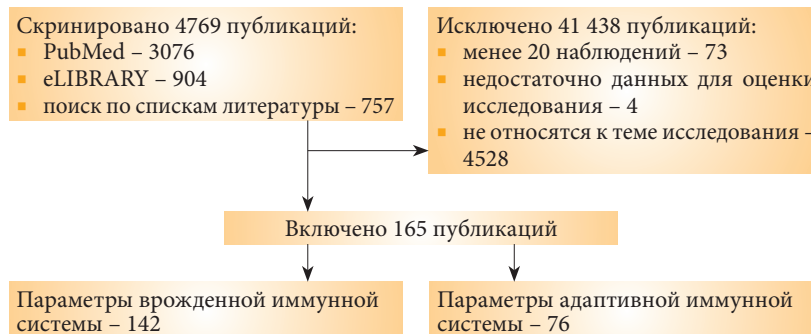 Скринировано 4769 публикаций:
▪ PubMed – 3076
▪ eLIBRARY – 904
▪ поиск по спискам литературы – 757
Исключено 41 438 публикаций:
▪ менее 20 наблюдений – 73
▪ недостаточно данных для оценки
исследования – 4
▪ не относятся к теме исследования –
4528
Включено 165 публикаций
Параметры врожденной иммунной
системы – 142
Параметры адаптивной иммунной
системы – 76